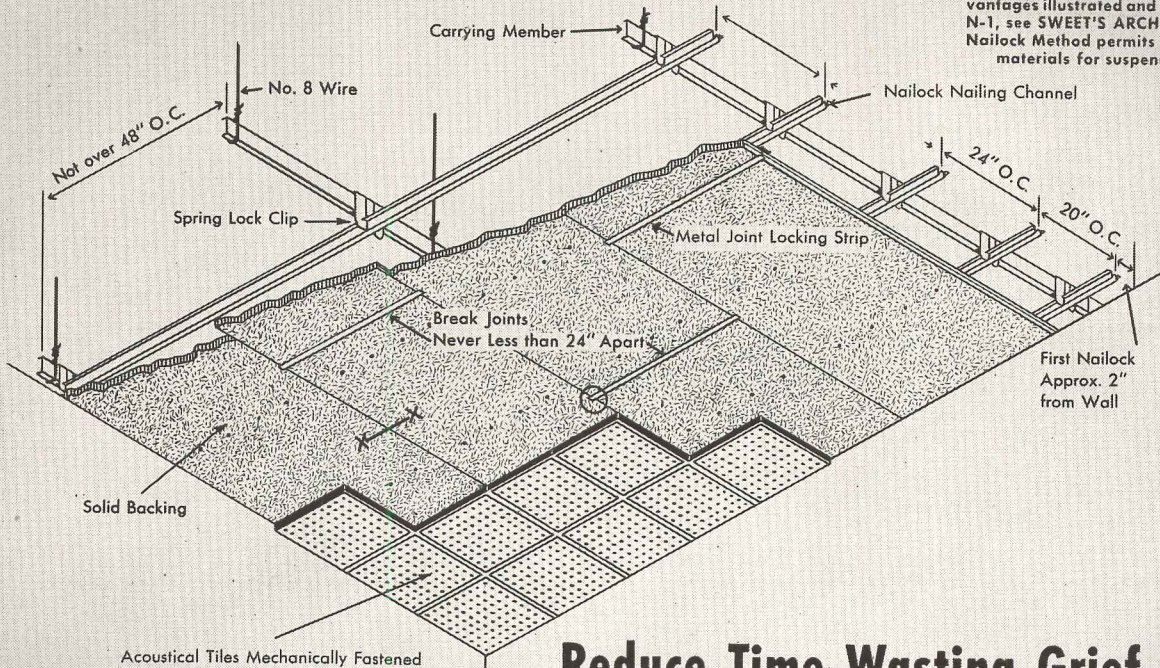 vantages illustrated and
N-1, see SWEET'S ARCH
Nailock Method permits
materials for suspen
Carrying Member
No. 8 Wire
Nailock Nailing Channel
Not over 48" O.C.
24" O.C.
20" O.C.
Spring Lock Clip
Metal Joint Locking Strip
Break Joints
Never Less than 24" Apart
First Nailock
Approx. 2"
from Wall
X X
Solid Backing
Acoustical Tiles Mechanically Fastened
Reduce Time-Wasting Grief